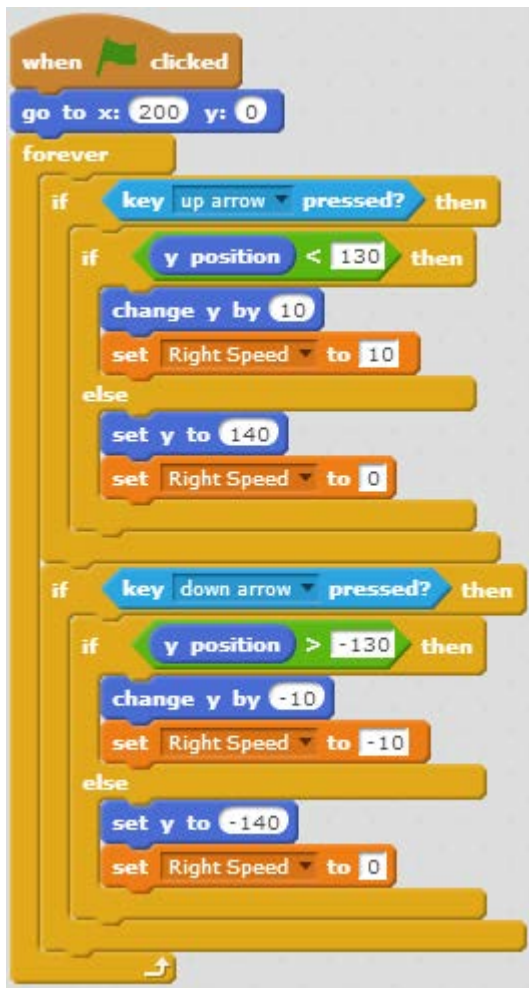 when clicked
go to x: 200 y: 0
forever
if key up arrow pressed? then
if y position < 130 then
change y by 10
set Right Speed to 10
else
set y to 140
set Right Speed to 0
if key down arrow pressed? then
if y position > -130 then
change y by -10
set Right Speed to -10
else
set y to -140
set Right Speed to 0